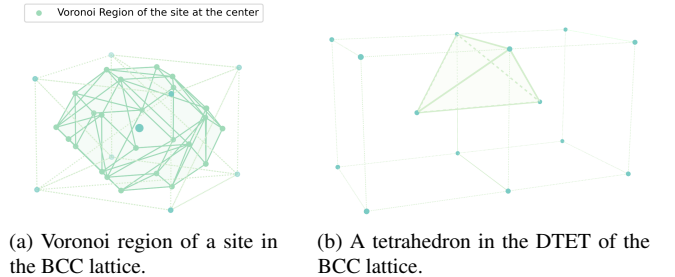 Voronoi Region of the site at the center
(a) Voronoi region of a site in
the BCC lattice.
(b) A tetrahedron in the DTET of the
BCC lattice.